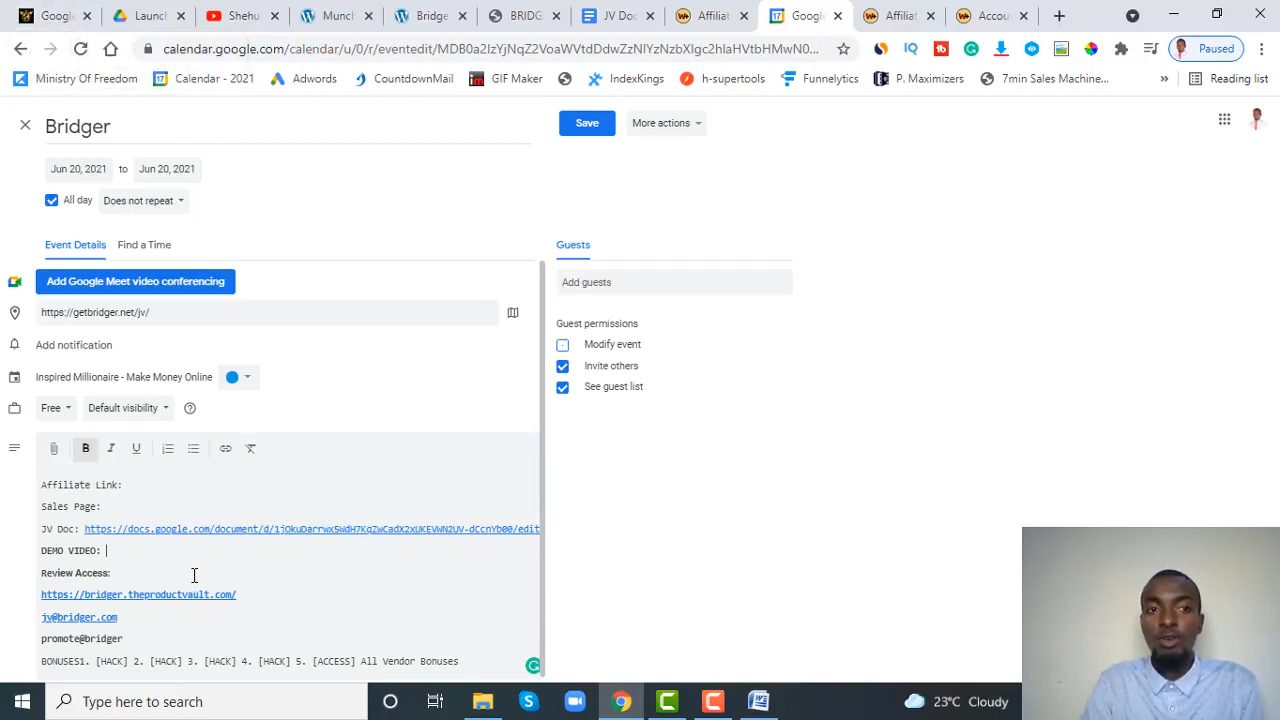 Google
Shehu
Munch
Bridge
BRIDG
JV Doc
Affiliat
Google
Affilia
Accou
calendar.google.com/calendar/u/0/r/eventedit/
Paused
Ministry Of Freedom
Calendar - 2021
Adwords
CountdownMail
GIF Maker
IndexKings
h-supertools
Funnelytics
P. Maximizers
7min Sales Machine...
»
Reading list
Bridger
Save
More actions
Jun 20, 2021 to Jun 20, 2021
All day Does not repeat
Event Details Find a Time
Guests
Add Google Meet video conferencing
Add guests
https://getbridger.net/jv/
Guest permissions
Add notification
Modify event
Invite others
Inspired Millionaire - Make Money Online
See guest list
Free Default visibility
B I U
Affiliate Link:
Sales Page:
JV Doc: https://docs.google.com/document/d/
DEMO VIDEO:
Review Access:
https://bridger.theproductvault.com/
jv@bridger.com
promote@bridger
BONUSES1. [HACK] 2. [HACK] 3. [HACK] 4. [HACK] 5. [ACCESS] All Vendor Bonuses
Type here to search
23°C Cloudy